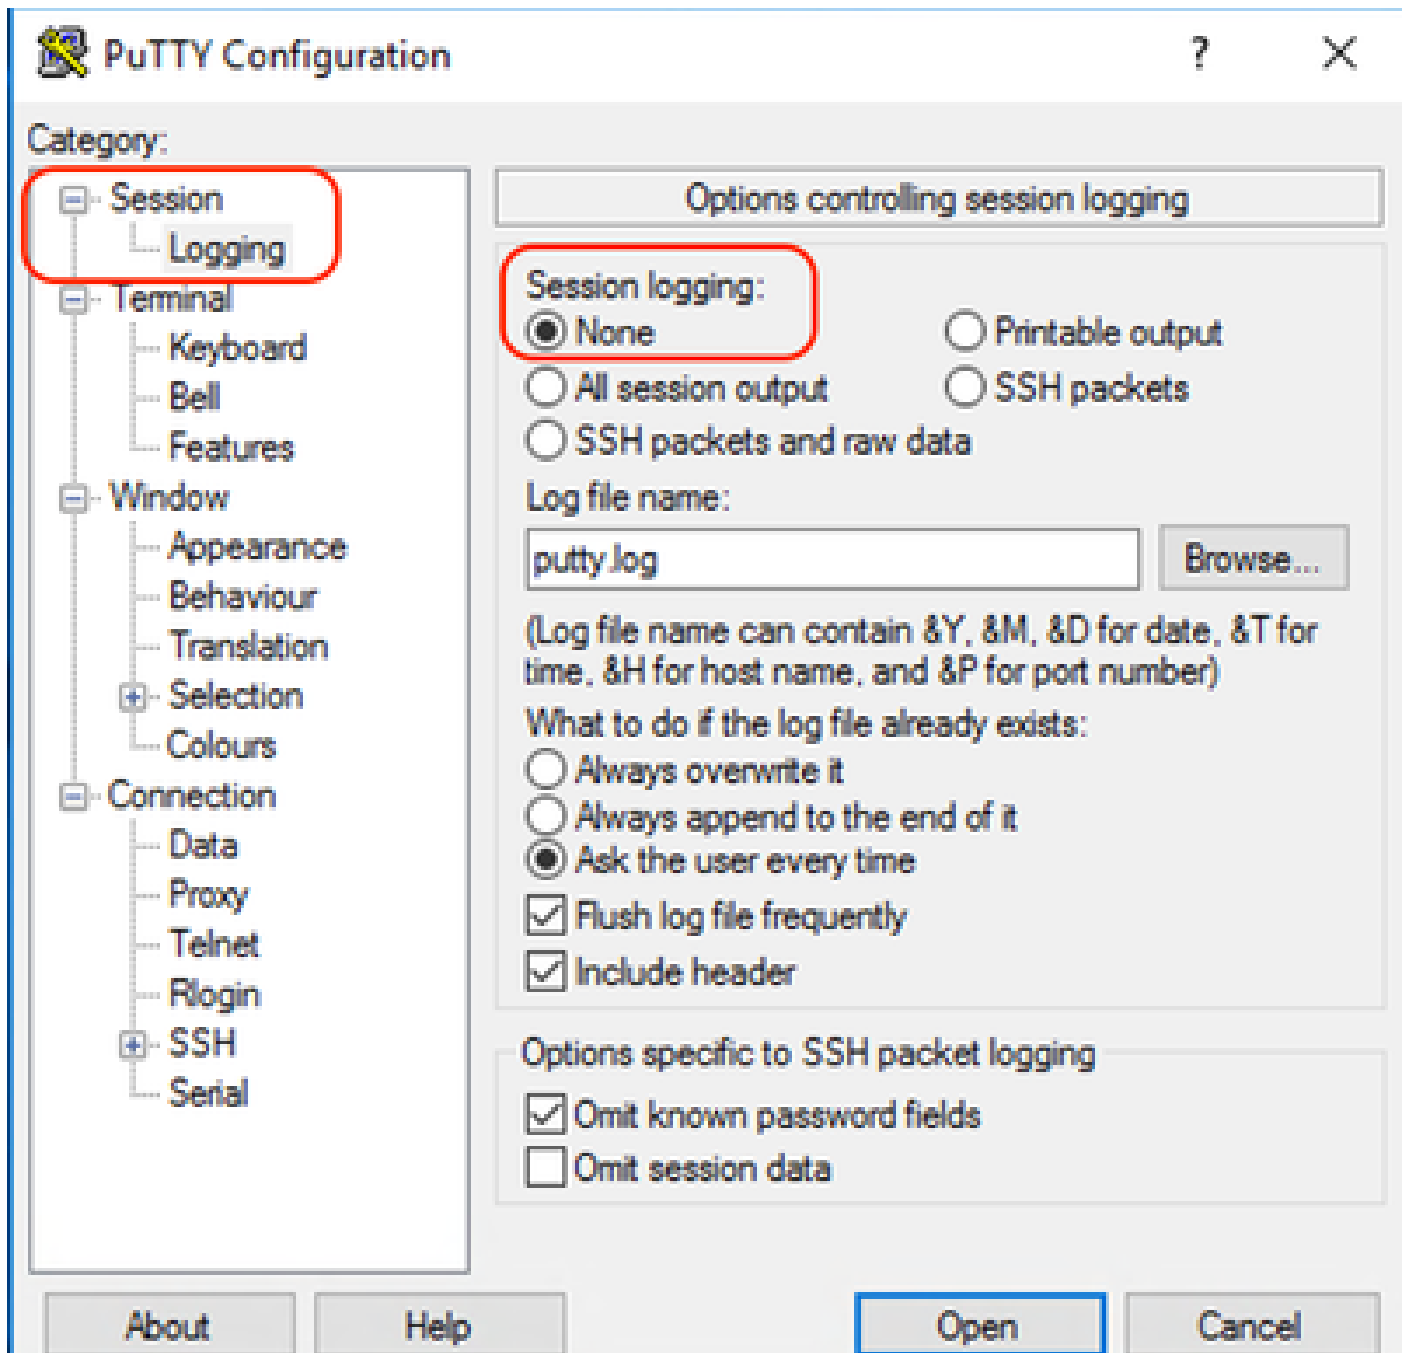 PuTTY Configuration
?
Category:
Session
Logging
Terminal
Keyboard
Bell
Features
Window
Appearance
Behaviour
Translation
Selection
Colours
Connection
Data
Proxy
Telnet
Rlogin
SSH
Serial
Options controlling session logging
Session logging:
None
Printable output
All session output
SSH packets
SSH packets and raw data
Log file name:
putty.log
Browse...
(Log file name can contain &Y, &M, &D for date, &T for
time, &H for host name, and &P for port number)
What to do if the log file already exists:
Always overwrite it
Always append to the end of it
Ask the user every time
Flush log file frequently
Include header
Options specific to SSH packet logging
Omit known password fields
Omit session data
About
Help
Open
Cancel